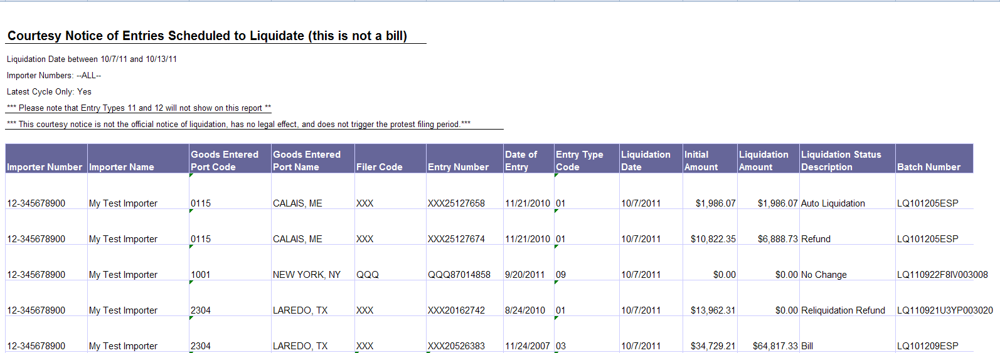 Courtesy Notice of Entries Scheduled to Liquidate (this is not a bill)
Liquidation Date between 10/7/11 and 10/13/11
Importer Numbers: --ALL--
Latest Cycle Only: Yes
*** Please note that Entry Types 11 and 12 will not show on this report **
*** This courtesy notice is not the official notice of liquidation, has no legal effect, and does not trigger the protest filing period.***
Importer Number Importer Name Goods Entered Port Code Goods Entered Port Name Filer Code Entry Number Date of Entry Entry Type Code Liquidation Date Initial Amount Liquidation Amount Liquidation Status Description Batch Number
12-345678900 My Test Importer 0115 CALAIS, ME XXX XXX25127658 11/21/2010 01 10/7/2011 $1,986.07 $1,986.07 Auto Liquidation LQ101205ESP
12-345678900 My Test Importer 0115 CALAIS, ME XXX XXX25127674 11/21/2010 01 10/7/2011 $10,822.35 $6,888.73 Refund LQ101205ESP
12-345678900 My Test Importer 1001 NEW YORK, NY QQQ QQQ87014858 9/20/2011 09 10/7/2011 $0.00 $0.00 No Change LQ110922F8IV003008
12-345678900 My Test Importer 2304 LAREDO, TX XXX XXX20162742 8/24/2010 01 10/7/2011 $13,962.31 $0.00 Reliquidation Refund LQ110921U3YP003020
12-345678900 My Test Importer 2304 LAREDO, TX XXX XXX20526383 11/24/2007 03 10/7/2011 $34,729.21 $64,817.33 Bill LQ101209ESP